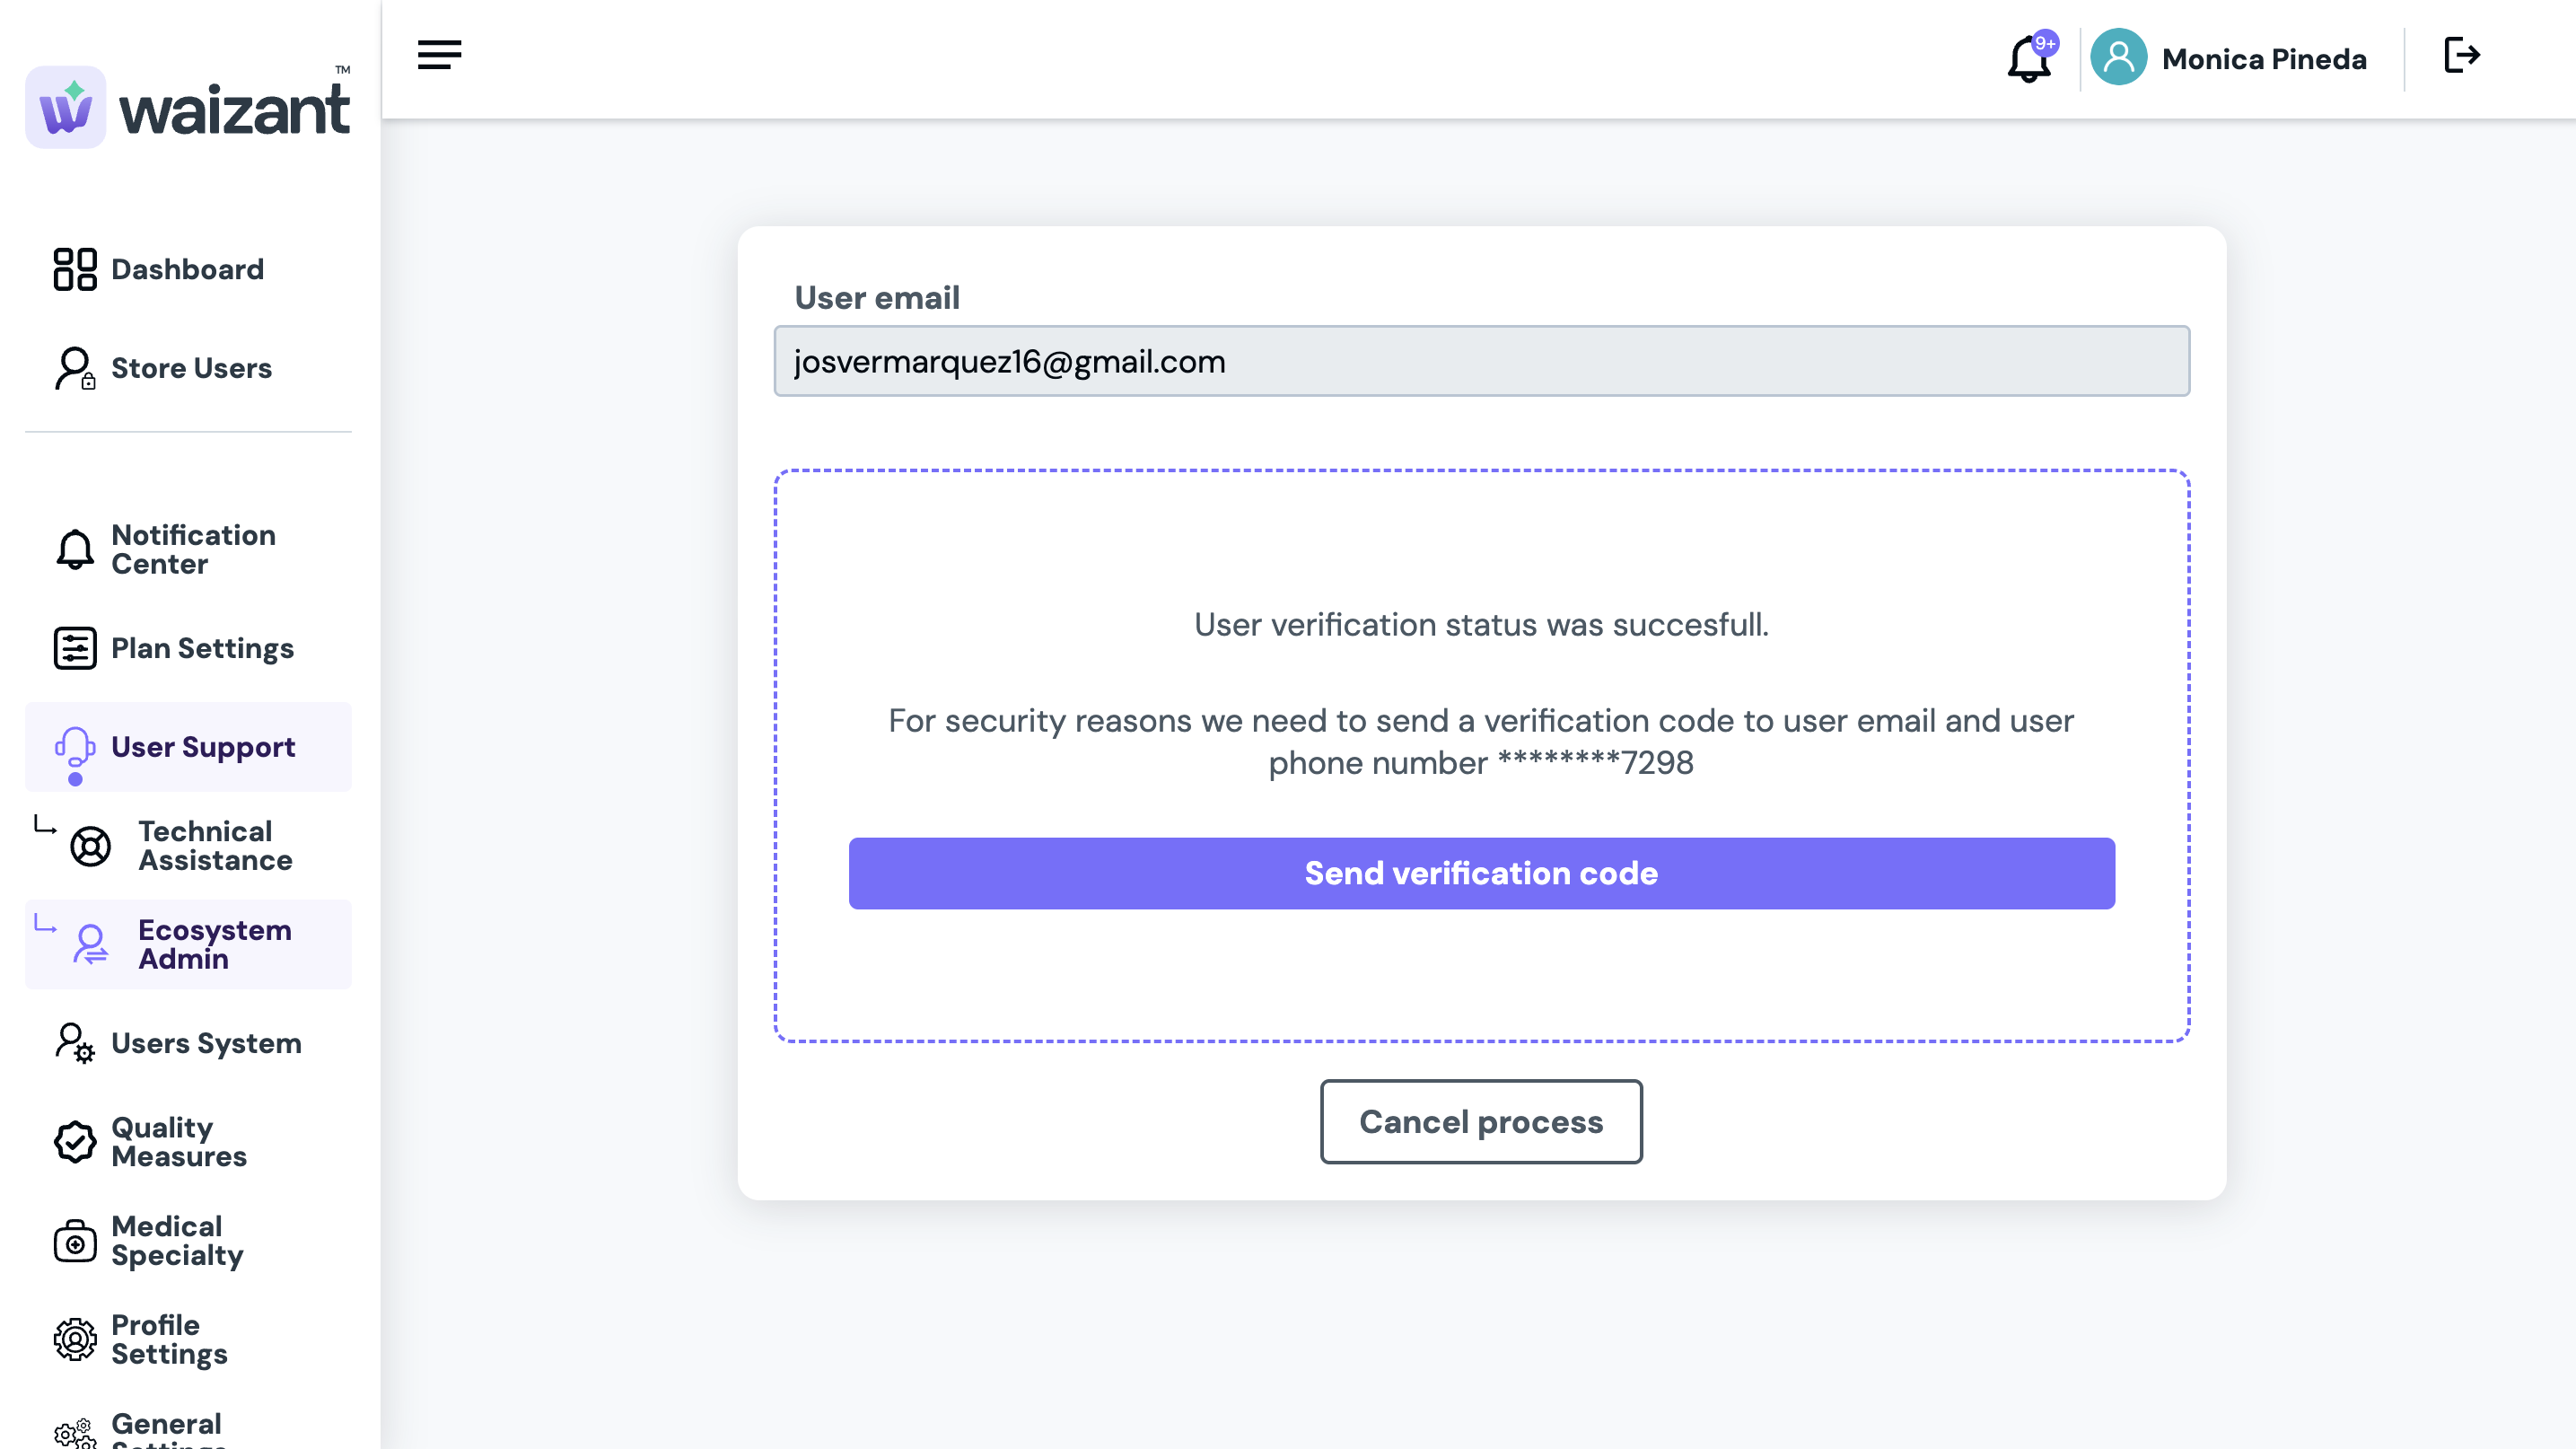 waizant™
9+
Monica Pineda
Dashboard
Store Users
Notification
Center
Plan Settings
User Support
Technical
Assistance
Ecosystem
Admin
Users System
Quality
Measures
Medical
Specialty
Profile
Settings
General
User email
josvermarquez16@gmail.com
User verification status was succesfull.
For security reasons we need to send a verification code to user email and user
phone number ********7298
Send verification code
Cancel process